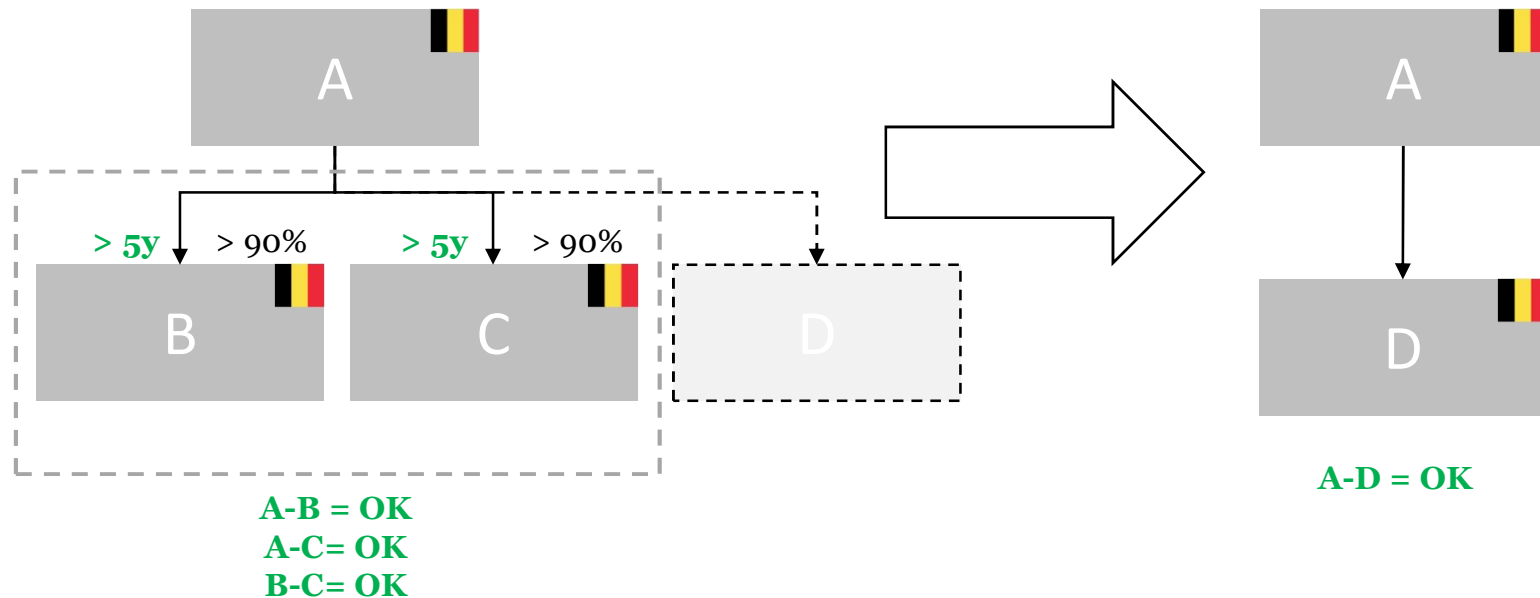 A
A
> 5y > 90% > 5y > 90%
B C D
D
A-B = OK
A-C= OK
B-C= OK
A-D = OK